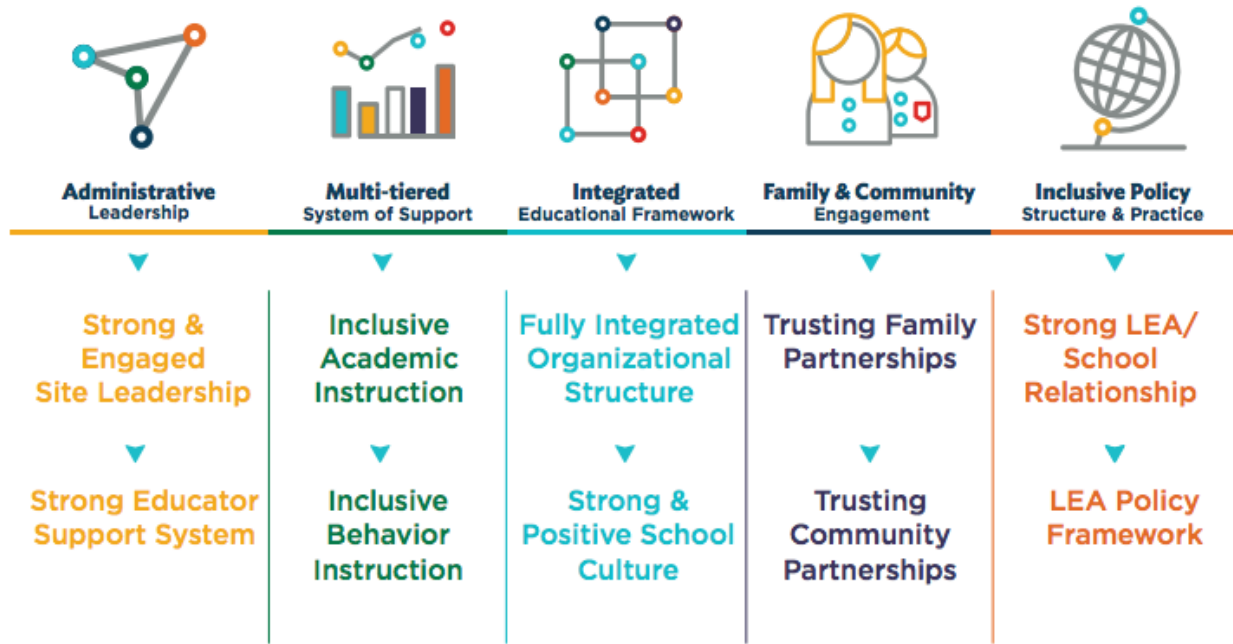 Administrative
Leadership
Multi-tiered
System of Support
Integrated
Educational Framework
Family & Community
Engagement
Inclusive Policy
Structure & Practice
Strong &
Engaged
Site Leadership
Inclusive
Academic
Instruction
Fully Integrated
Organizational
Structure
Trusting Family
Partnerships
Strong LEA/
School
Relationship
Strong Educator
Support System
Inclusive
Behavior
Instruction
Strong &
Positive School
Culture
Trusting
Community
Partnerships
LEA Policy
Framework